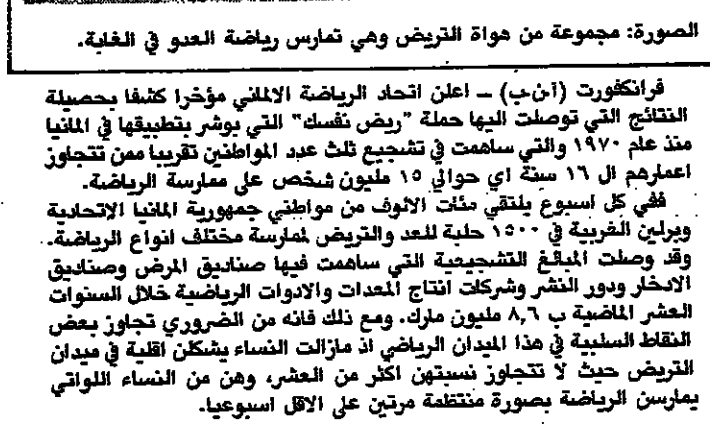 الصورة: مجموعة من هواة التريض وهي تمارس رياضة العدو في الغابة.
فرانكفورت (آ.ن.ب) ــ اعلن اتحاد الرياضة الالماني مؤخرا كشفا بحصيلة
النتائج التي توصلت اليها حملة "ريض نفسك" التي بوشر بتطبيقها في المانيا
منذ عام ١٩٧٠ والتي ساهمت في تشجيع ثلث عدد المواطنين تقريبا ممن تتجاوز
اعمارهم ال ١٦ سنة اي حوالي ١٥ مليون شخص على ممارسة الرياضة.
ففي كل اسبوع يلتقي مئات الالوف من مواطني جمهورية المانيا الاتحادية
وبرلين الغربية في ١٥٠٠ حلبة للعد والتريض لممارسة مختلف انواع الرياضة.
وقد وصلت المبالغ التشجيعية التي ساهمت فيها صناديق المرض وصناديق
الادخار ودور النشر وشركات انتاج المعدات والادوات الرياضية خلال السنوات
العشر الماضية ب ٨,٦ مليون مارك. ومع ذلك فانه من الضروري تجاوز بعض
النقاط السلبية في هذا الميدان الرياضي اذ مازالت النساء يشكلن اقلية في ميدان
التريض حيث لا تتجاوز نسبتهن اكثر من العشر، وهن من النساء اللواتي
يمارسن الرياضة بصورة منتظمة مرتين على الاقل اسبوعيا.